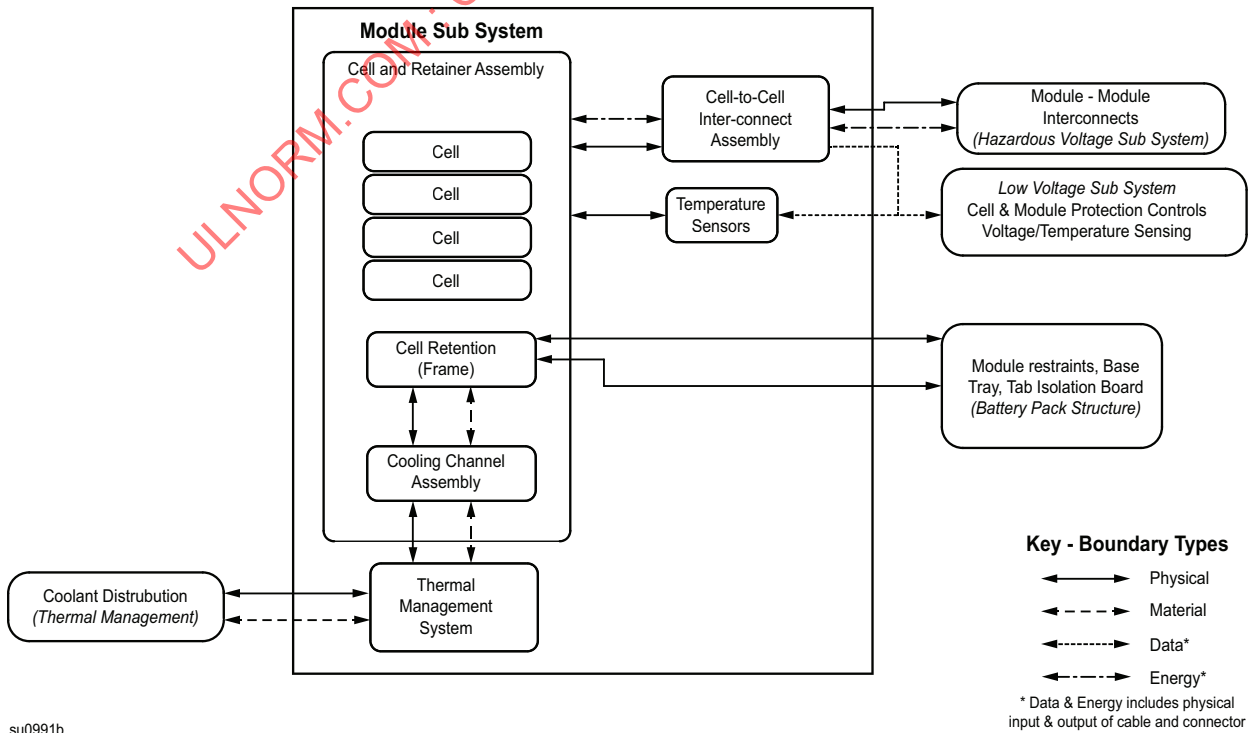 Module Sub System
Cell and Retainer Assembly
Cell
Cell
Cell
Cell
Cell Retention
(Frame)
Cooling Channel
Assembly
Thermal
Management
System
Cell-to-Cell
Inter-connect
Assembly
Temperature
Sensors
Module - Module
Interconnects
(Hazardous Voltage Sub System)
Low Voltage Sub System
Cell & Module Protection Controls
Voltage/Temperature Sensing
Module restraints, Base
Tray, Tab Isolation Board
(Battery Pack Structure)
Coolant Distrubution
(Thermal Management)
Key - Boundary Types
Physical
Material
Data*
Energy*
* Data & Energy includes physical
input & output of cable and connector
su0991b
ULNORM.COM